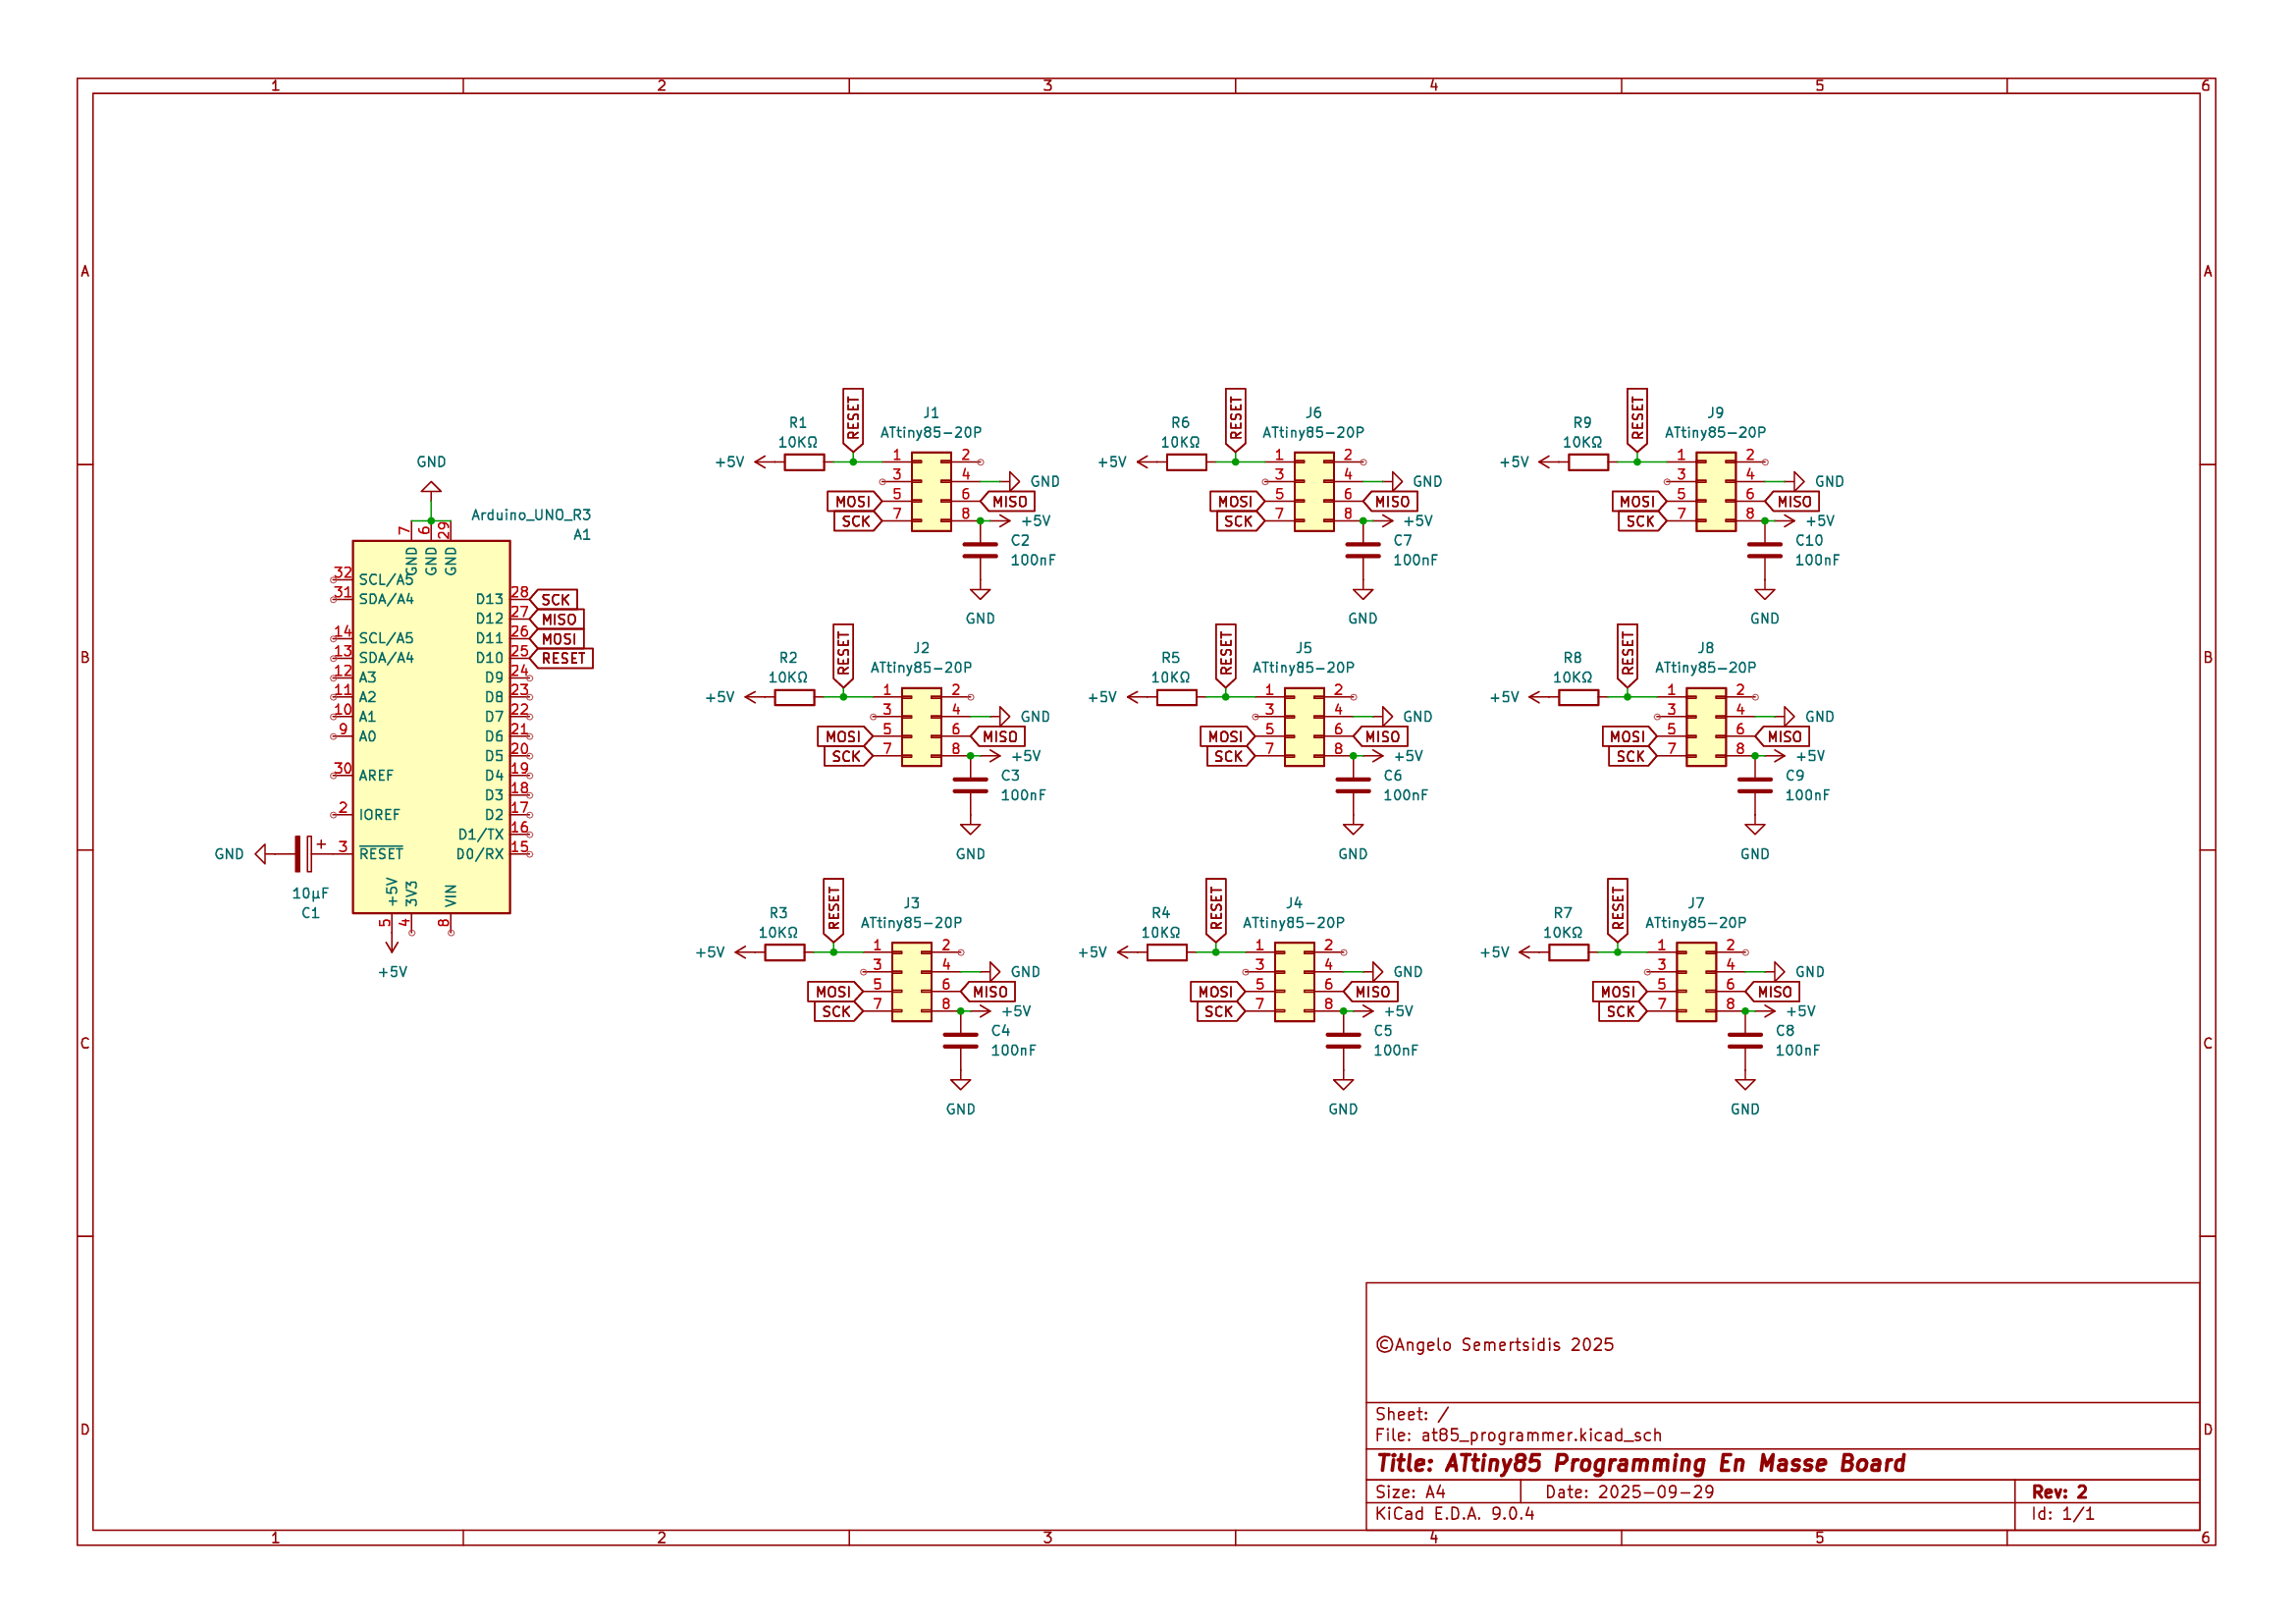 1 2 3 4 5 6
A A
B B
C C
D D
GND
Arduino_UNO_R3
A1
7 6 29
GND GND GND
32 SCL/A5
31 SDA/A4
14 SCL/A5
13 SDA/A4
12 A3
11 A2
10 A1
9 A0
30 AREF
2 IOREF
3 RESET
D13 28 SCK
D12 27 MISO
D11 26 MOSI
D10 25 RESET
D9 24
D8 23
D7 22
D6 21
D5 20
D4 19
D3 18
D2 17
D1/TX 16
D0/RX 15
GND +
10µF
C1
+5V 3V3 VIN
5 4 8
+5V
RESET
R1
10KΩ
+5V
J1
ATtiny85-20P
1 2
3 4 GND
MOSI 5 6 MISO
SCK 7 8 +5V
C2
100nF
GND
RESET
R6
10KΩ
+5V
J6
ATtiny85-20P
1 2
3 4 GND
MOSI 5 6 MISO
SCK 7 8 +5V
C7
100nF
GND
RESET
R9
10KΩ
+5V
J9
ATtiny85-20P
1 2
3 4 GND
MOSI 5 6 MISO
SCK 7 8 +5V
C10
100nF
GND
RESET
R2
10KΩ
+5V
J2
ATtiny85-20P
1 2
3 4 GND
MOSI 5 6 MISO
SCK 7 8 +5V
C3
100nF
GND
RESET
R5
10KΩ
+5V
J5
ATtiny85-20P
1 2
3 4 GND
MOSI 5 6 MISO
SCK 7 8 +5V
C6
100nF
GND
RESET
R8
10KΩ
+5V
J8
ATtiny85-20P
1 2
3 4 GND
MOSI 5 6 MISO
SCK 7 8 +5V
C9
100nF
GND
RESET
R3
10KΩ
+5V
J3
ATtiny85-20P
1 2
3 4 GND
MOSI 5 6 MISO
SCK 7 8 +5V
C4
100nF
GND
RESET
R4
10KΩ
+5V
J4
ATtiny85-20P
1 2
3 4 GND
MOSI 5 6 MISO
SCK 7 8 +5V
C5
100nF
GND
RESET
R7
10KΩ
+5V
J7
ATtiny85-20P
1 2
3 4 GND
MOSI 5 6 MISO
SCK 7 8 +5V
C8
100nF
GND
©Angelo Semertsidis 2025
Sheet: /
File: at85_programmer.kicad_sch
Title: ATtiny85 Programming En Masse Board
Size: A4 Date: 2025-09-29 Rev: 2
KiCad E.D.A. 9.0.4 Id: 1/1
1 2 3 4 5 6